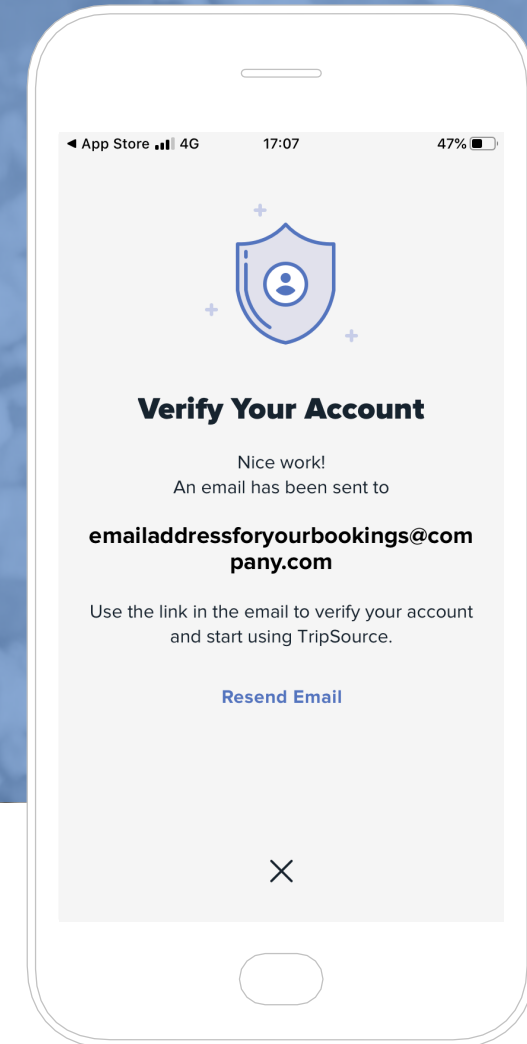 ◀ App Store 4G 17:07 47%
Verify Your Account
Nice work!
An email has been sent to
emailaddressforyourbookings@com
pany.com
Use the link in the email to verify your account
and start using TripSource.
Resend Email